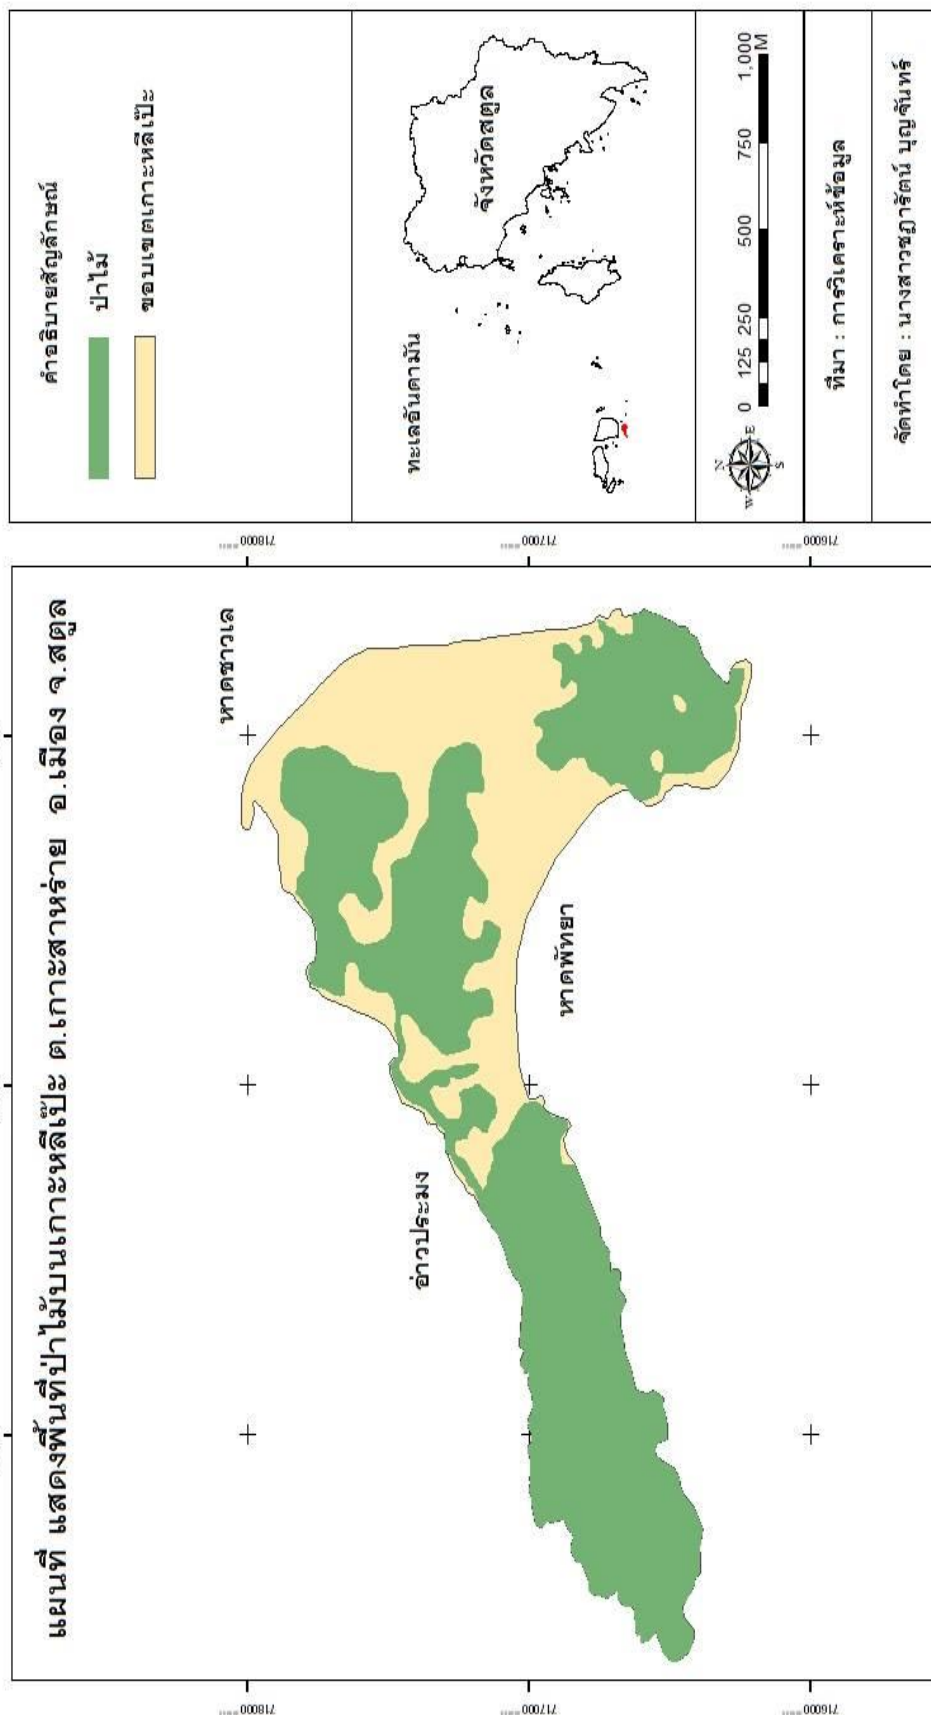 แผนที่ แสดงพื้นที่ป่าไม้บนเกาะหลีเป๊ะ ต.เกาะสาหร่าย อ.เมือง จ.สตูล
718000
717000
716000
718000
717000
716000
หาดชาวเล
อ่าวประมง
หาดพัทยา
คำอธิบายสัญลักษณ์
ป่าไม้
ขอบเขตเกาะหลีเป๊ะ
ทะเลอันดามัน
จังหวัดสตูล
N
W E
S
0 125 250 500 750 1,000
M
ที่มา : การวิเคราะห์ข้อมูล
จัดทำโดย : นางสาวชฎารัตน์ บุญจันทร์